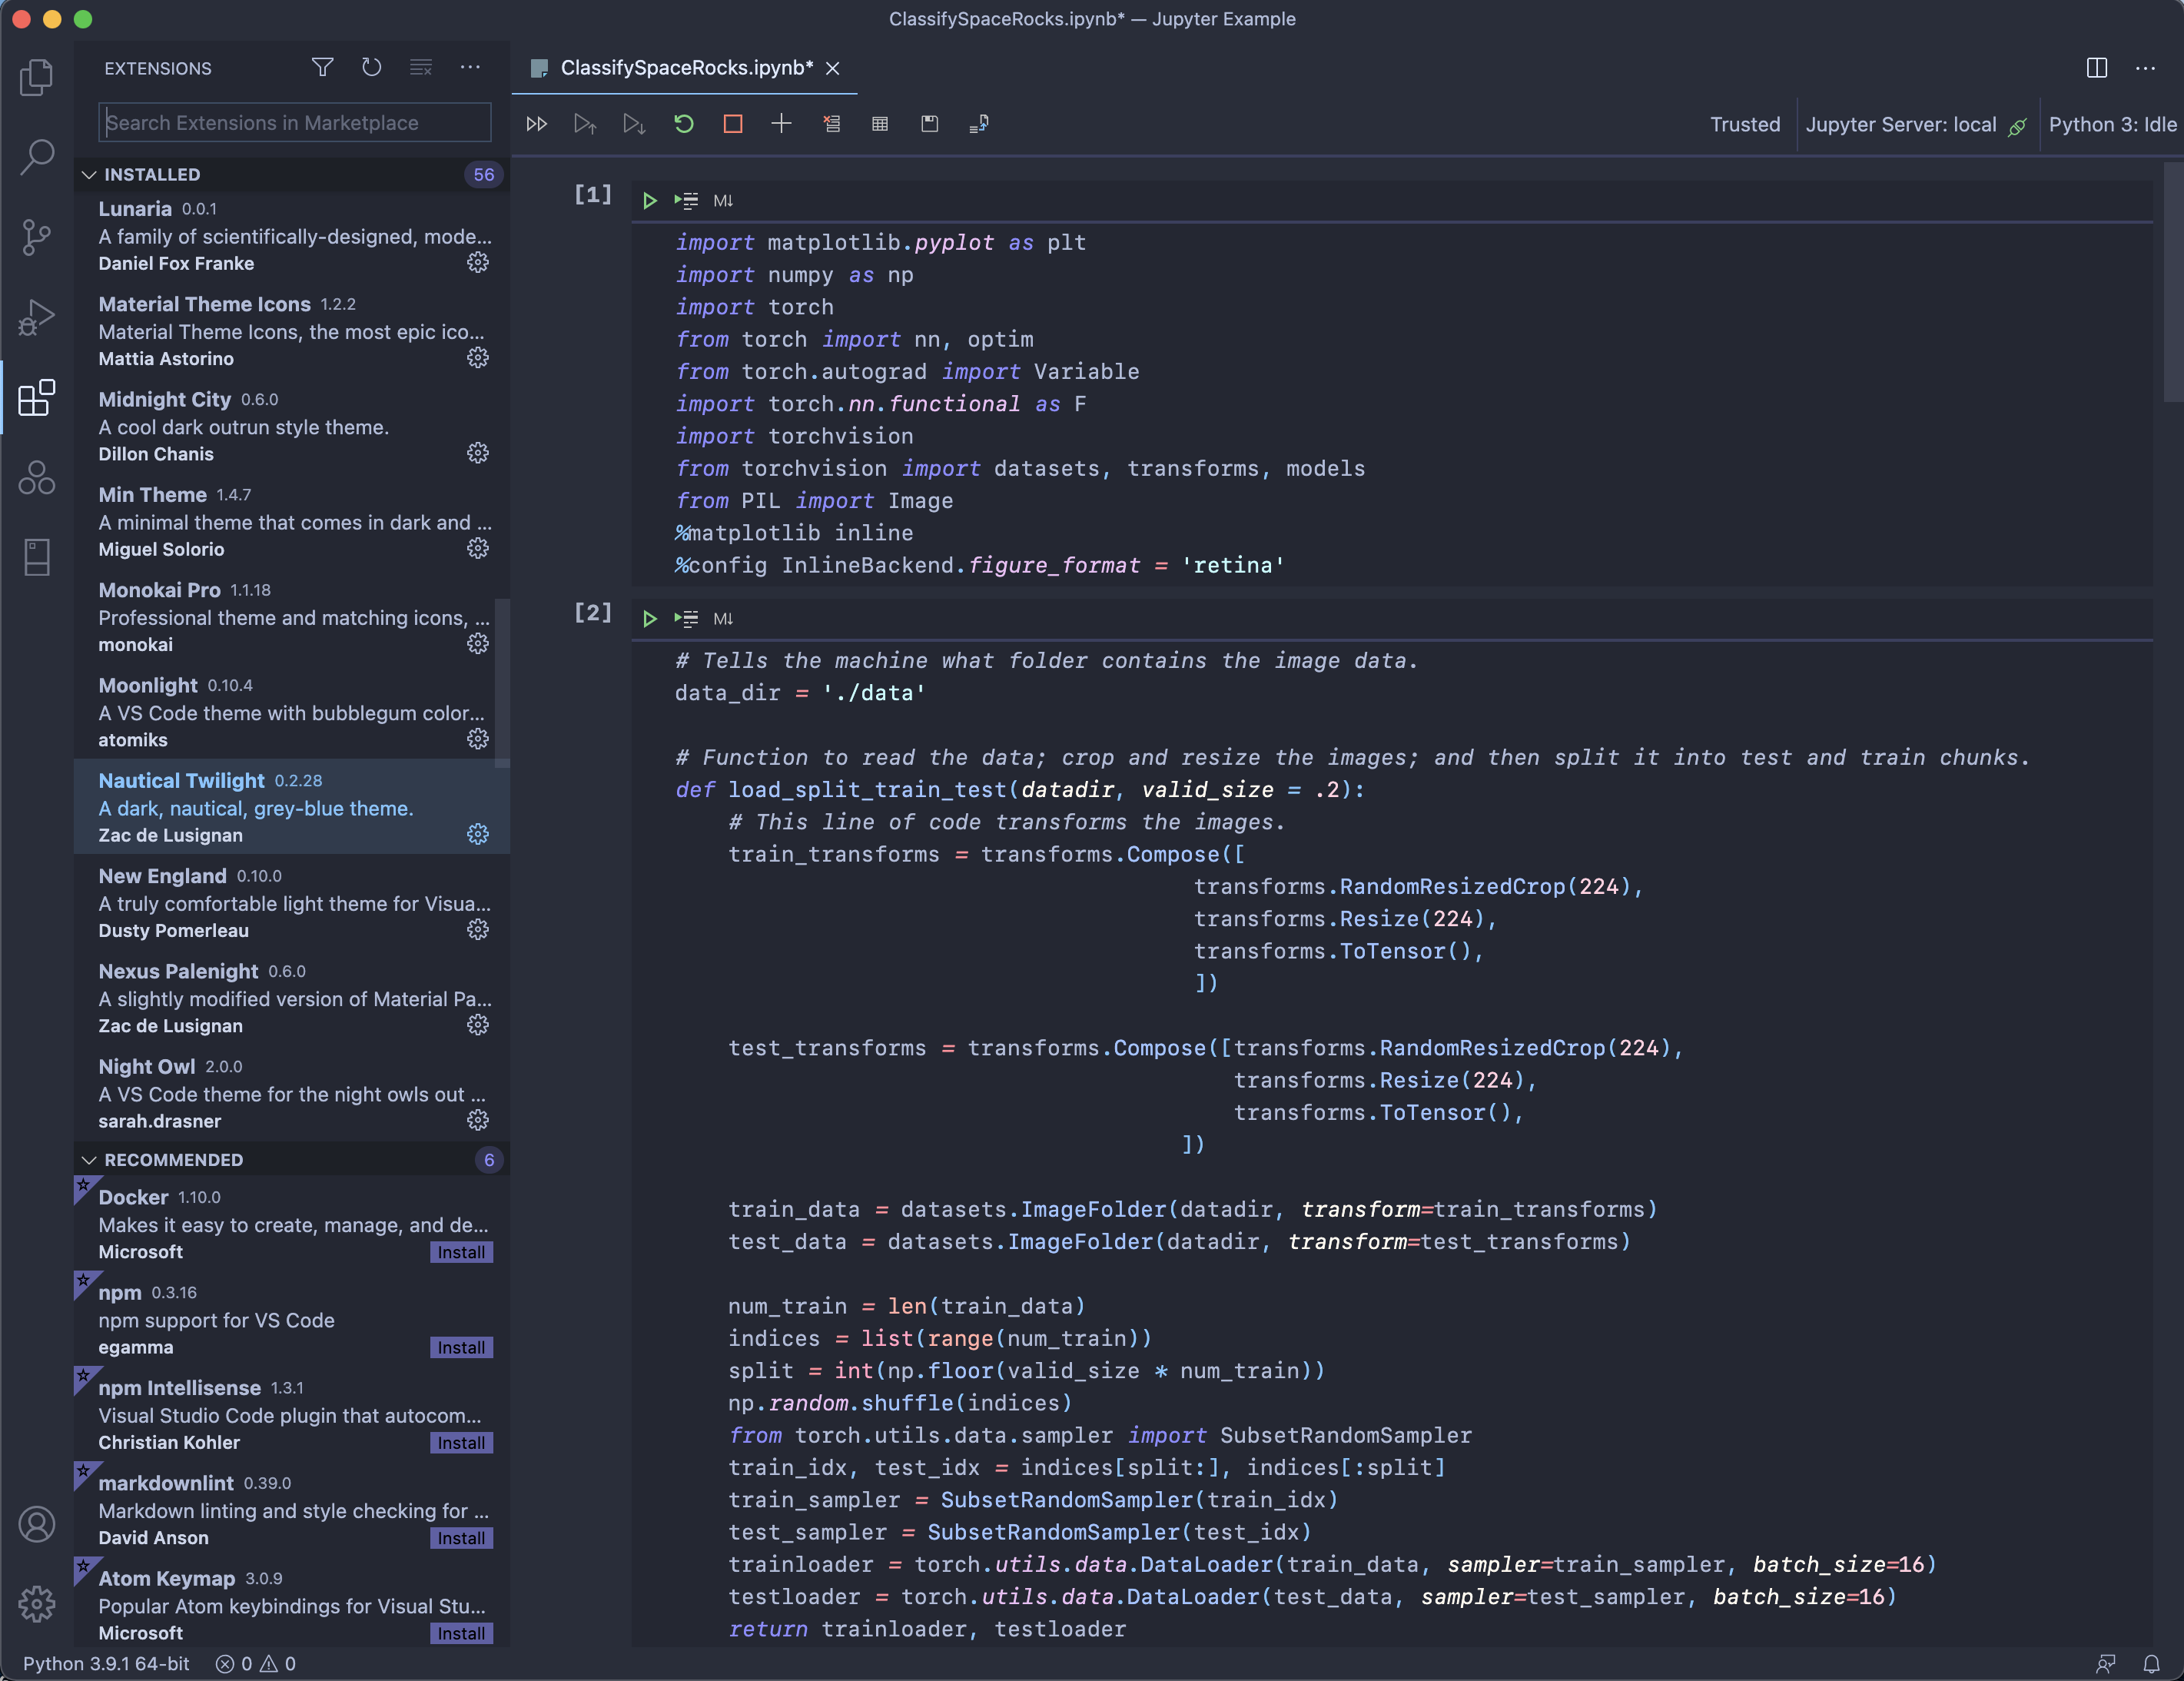 ClassifySpaceRocks.ipynb* — Jupyter Example
EXTENSIONS
Search Extensions in Marketplace
INSTALLED 56
Lunaria 0.0.1
A family of scientifically-designed, mode...
Daniel Fox Franke
Material Theme Icons 1.2.2
Material Theme Icons, the most epic ico...
Mattia Astorino
Midnight City 0.6.0
A cool dark outrun style theme.
Dillon Chanis
Min Theme 1.4.7
A minimal theme that comes in dark and ...
Miguel Solorio
Monokai Pro 1.1.18
Professional theme and matching icons, ...
monokai
Moonlight 0.10.4
A VS Code theme with bubblegum color...
atomiks
Nautical Twilight 0.2.28
A dark, nautical, grey-blue theme.
Zac de Lusignan
New England 0.10.0
A truly comfortable light theme for Visua...
Dusty Pomerleau
Nexus Palenight 0.6.0
A slightly modified version of Material Pa...
Zac de Lusignan
Night Owl 2.0.0
A VS Code theme for the night owls out ...
sarah.drasner
RECOMMENDED 6
Docker 1.10.0
Makes it easy to create, manage, and de...
Microsoft Install
npm 0.3.16
npm support for VS Code
egamma Install
npm Intellisense 1.3.1
Visual Studio Code plugin that autocom...
Christian Kohler Install
markdownlint 0.39.0
Markdown linting and style checking for ...
David Anson Install
Atom Keymap 3.0.9
Popular Atom keybindings for Visual Stu...
Microsoft Install
ClassifySpaceRocks.ipynb*
Trusted Jupyter Server: local Python 3: Idle
[1] M↓
import matplotlib.pyplot as plt
import numpy as np
import torch
from torch import nn, optim
from torch.autograd import Variable
import torch.nn.functional as F
import torchvision
from torchvision import datasets, transforms, models
from PIL import Image
%matplotlib inline
%config InlineBackend.figure_format = 'retina'
[2] M↓
# Tells the machine what folder contains the image data.
data_dir = './data'
# Function to read the data; crop and resize the images; and then split it into test and train chunks.
def load_split_train_test(datadir, valid_size = .2):
# This line of code transforms the images.
train_transforms = transforms.Compose([
transforms.RandomResizedCrop(224),
transforms.Resize(224),
transforms.ToTensor(),
])
test_transforms = transforms.Compose([transforms.RandomResizedCrop(224),
transforms.Resize(224),
transforms.ToTensor(),
])
train_data = datasets.ImageFolder(datadir, transform=train_transforms)
test_data = datasets.ImageFolder(datadir, transform=test_transforms)
num_train = len(train_data)
indices = list(range(num_train))
split = int(np.floor(valid_size * num_train))
np.random.shuffle(indices)
from torch.utils.data.sampler import SubsetRandomSampler
train_idx, test_idx = indices[split:], indices[:split]
train_sampler = SubsetRandomSampler(train_idx)
test_sampler = SubsetRandomSampler(test_idx)
trainloader = torch.utils.data.DataLoader(train_data, sampler=train_sampler, batch_size=16)
testloader = torch.utils.data.DataLoader(test_data, sampler=test_sampler, batch_size=16)
return trainloader, testloader
Python 3.9.1 64-bit 0 0